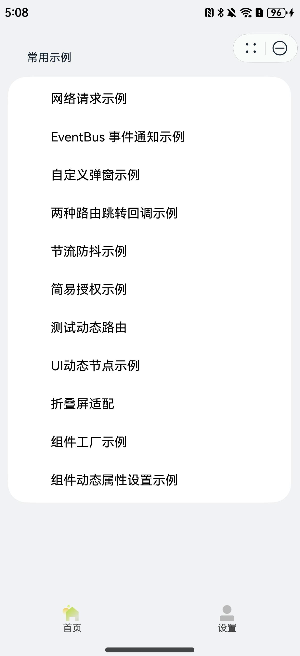 5:08
96
常用示例
网络请求示例
EventBus 事件通知示例
自定义弹窗示例
两种路由跳转回调示例
节流防抖示例
简易授权示例
测试动态路由
UI动态节点示例
折叠屏适配
组件工厂示例
组件动态属性设置示例
首页
设置